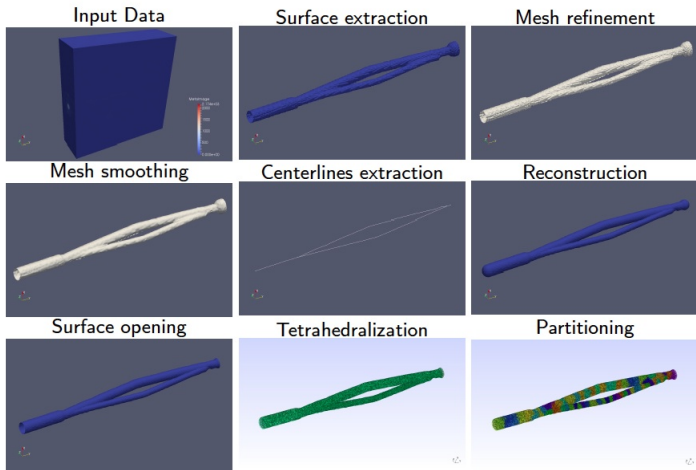 Input Data
Surface extraction
Mesh refinement
Mesh smoothing
Centerlines extraction
Reconstruction
Surface opening
Tetrahedralization
Partitioning